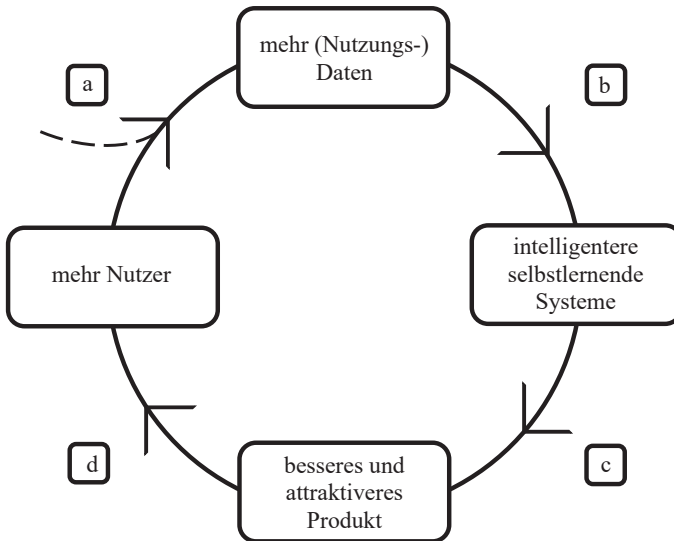 mehr (Nutzungs-)
Daten
a
b
mehr Nutzer
intelligentere
selbstlernende
Systeme
d
besseres und
attraktiveres
Produkt
c